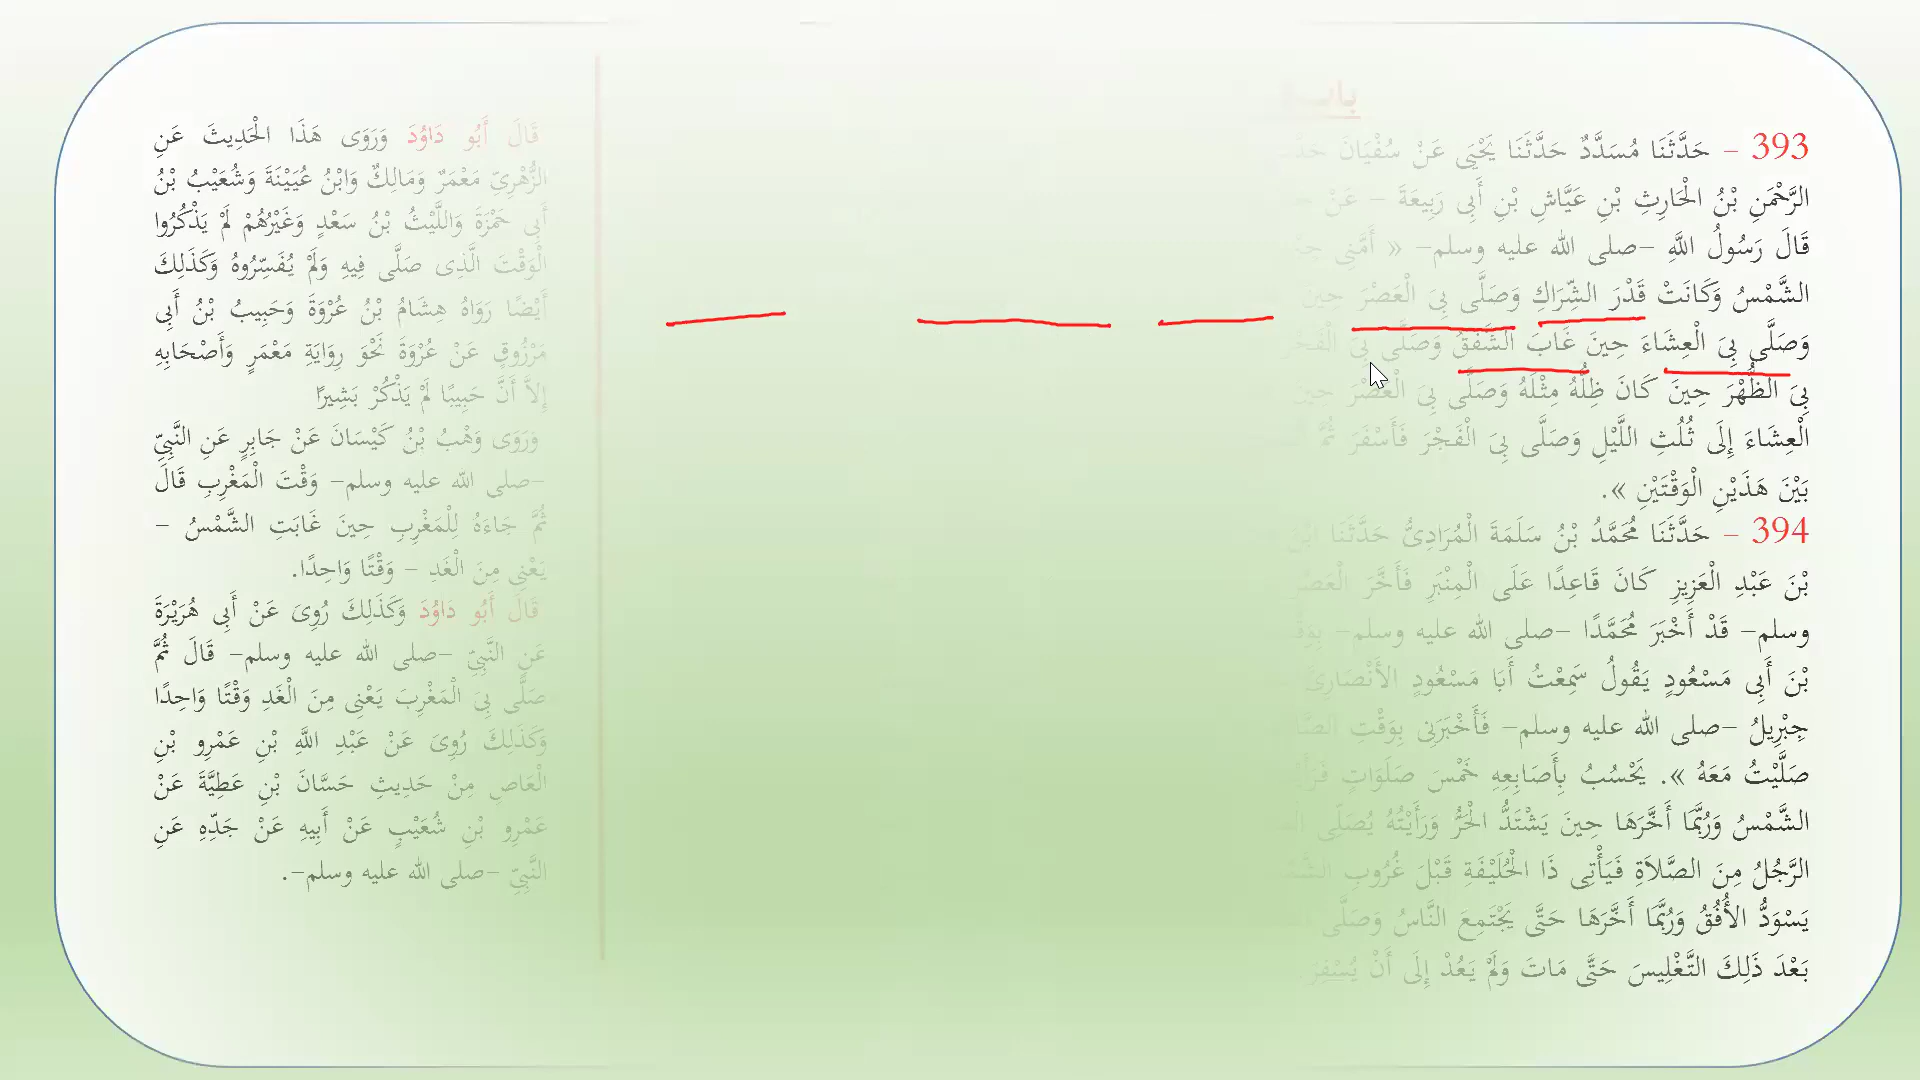 393 – حَدَّثَنَا مُسَدَّدٌ حَدَّثَنَا يَحْيَى عَنْ سُفْيَانَ
الرَّحْمَنِ بْنُ الْحَارِثِ بْنِ عَيَّاشِ بْنِ أَبِى رَبِيعَةَ – عَنْ
قَالَ رَسُولُ اللَّهِ –صلى الله عليه وسلم– « أَمَّنِى
الشَّمْسُ وَكَانَتْ قَدْرَ الشِّرَاكِ وَصَلَّى بِىَ الْعَصْرَ حِينَ
وَصَلَّى بِىَ الْعِشَاءَ حِينَ غَابَ الشَّفَقُ وَصَلَّى بِىَ الْفَجْرَ
بِىَ الظُّهْرَ حِينَ كَانَ ظِلُّهُ مِثْلَهُ وَصَلَّى بِىَ الْعَصْرَ حِينَ
الْعِشَاءَ إِلَى ثُلُثِ اللَّيْلِ وَصَلَّى بِىَ الْفَجْرَ فَأَسْفَرَ ثُمَّ
بَيْنَ هَذَيْنِ الْوَقْتَيْنِ ».
394 – حَدَّثَنَا مُحَمَّدُ بْنُ سَلَمَةَ الْمُرَادِىُّ حَدَّثَنَا
بْنَ عَبْدِ الْعَزِيزِ كَانَ قَاعِدًا عَلَى الْمِنْبَرِ فَأَخَّرَ الْعَصْرَ
وسلم– قَدْ أَخْبَرَ مُحَمَّدًا –صلى الله عليه وسلم–
بْنَ أَبِى مَسْعُودٍ يَقُولُ سَمِعْتُ أَبَا مَسْعُودٍ الأَنْصَارِىَّ
جِبْرِيلُ –صلى الله عليه وسلم– فَأَخْبَرَنِى بِوَقْتِ
صَلَّيْتُ مَعَهُ ». يَحْسُبُ بِأَصَابِعِهِ خَمْسَ صَلَوَاتٍ
الشَّمْسُ وَرُبَّمَا أَخَّرَهَا حِينَ يَشْتَدُّ الْحَرُّ وَرَأَيْتُهُ يُصَلِّى
الرَّجُلُ مِنَ الصَّلاَةِ فَيَأْتِى ذَا الْحُلَيْفَةِ قَبْلَ غُرُوبِ
يَسْوَدُّ الأُفُقُ وَرُبَّمَا أَخَّرَهَا حَتَّى يَجْتَمِعَ النَّاسُ وَصَلَّى
بَعْدَ ذَلِكَ التَّغْلِيسَ حَتَّى مَاتَ وَلَمْ يَعُدْ إِلَى أَنْ يُسْفِرَ
قَالَ أَبُو دَاوُدَ وَرَوَى هَذَا الْحَدِيثَ عَنِ
الزُّهْرِىِّ مَعْمَرٌ وَمَالِكٌ وَابْنُ عُيَيْنَةَ وَشُعَيْبُ بْنُ
أَبِى حَمْزَةَ وَاللَّيْثُ بْنُ سَعْدٍ وَغَيْرُهُمْ لَمْ يَذْكُرُوا
الْوَقْتَ الَّذِى صَلَّى فِيهِ وَلَمْ يُفَسِّرُوهُ وَكَذَلِكَ
أَيْضًا رَوَاهُ هِشَامُ بْنُ عُرْوَةَ وَحَبِيبُ بْنُ أَبِى
مَرْزُوقٍ عَنْ عُرْوَةَ نَحْوَ رِوَايَةِ مَعْمَرٍ وَأَصْحَابِهِ
إِلاَّ أَنَّ حَبِيبًا لَمْ يَذْكُرْ بَشِيرًا
وَرَوَى وَهْبُ بْنُ كَيْسَانَ عَنْ جَابِرٍ عَنِ النَّبِىِّ
–صلى الله عليه وسلم– وَقْتَ الْمَغْرِبِ قَالَ
ثُمَّ جَاءَهُ لِلْمَغْرِبِ حِينَ غَابَتِ الشَّمْسُ –
يَعْنِى مِنَ الْغَدِ – وَقْتًا وَاحِدًا.
قَالَ أَبُو دَاوُدَ وَكَذَلِكَ رُوِىَ عَنْ أَبِى هُرَيْرَةَ
عَنِ النَّبِىِّ –صلى الله عليه وسلم– قَالَ ثُمَّ
صَلَّى بِىَ الْمَغْرِبَ يَعْنِى مِنَ الْغَدِ وَقْتًا وَاحِدًا
وَكَذَلِكَ رُوِىَ عَنْ عَبْدِ اللَّهِ بْنِ عَمْرِو بْنِ
الْعَاصِ مِنْ حَدِيثِ حَسَّانَ بْنِ عَطِيَّةَ عَنْ
عَمْرِو بْنِ شُعَيْبٍ عَنْ أَبِيهِ عَنْ جَدِّهِ عَنِ
النَّبِىِّ –صلى الله عليه وسلم–.